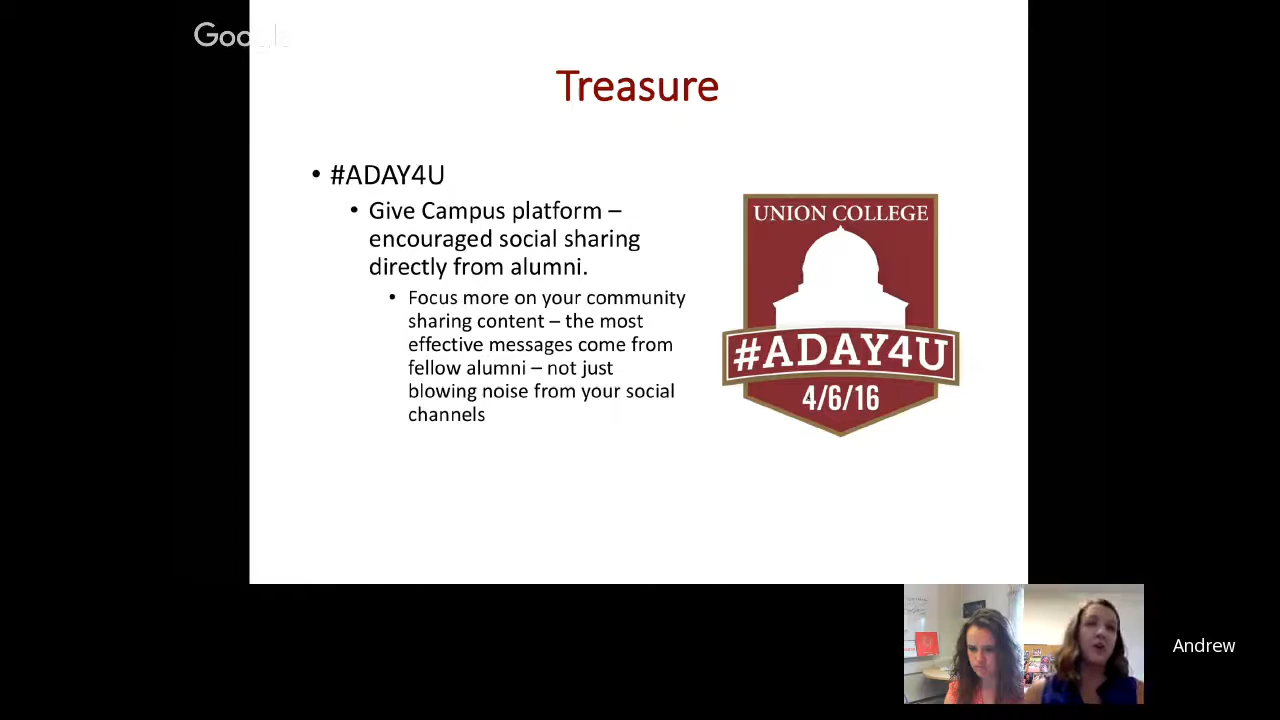 Google
Treasure
• #ADAY4U
• Give Campus platform –
encouraged social sharing
directly from alumni.
• Focus more on your community
sharing content – the most
effective messages come from
fellow alumni – not just
blowing noise from your social
channels
UNION COLLEGE
#ADAY4U
4/6/16
Andrew